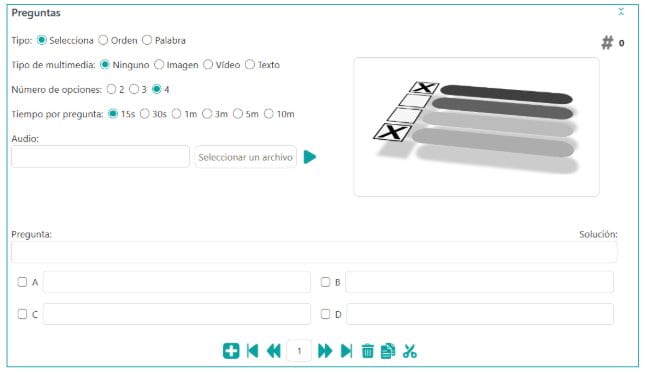 Preguntas
Tipo: Selecciona Orden Palabra
# 0
Tipo de multimedia: Ninguno Imagen Vídeo Texto
Número de opciones: 2 3 4
Tiempo por pregunta: 15s 30s 1m 3m 5m 10m
Audio:
Seleccionar un archivo
Pregunta: Solución:
A B
C D
1